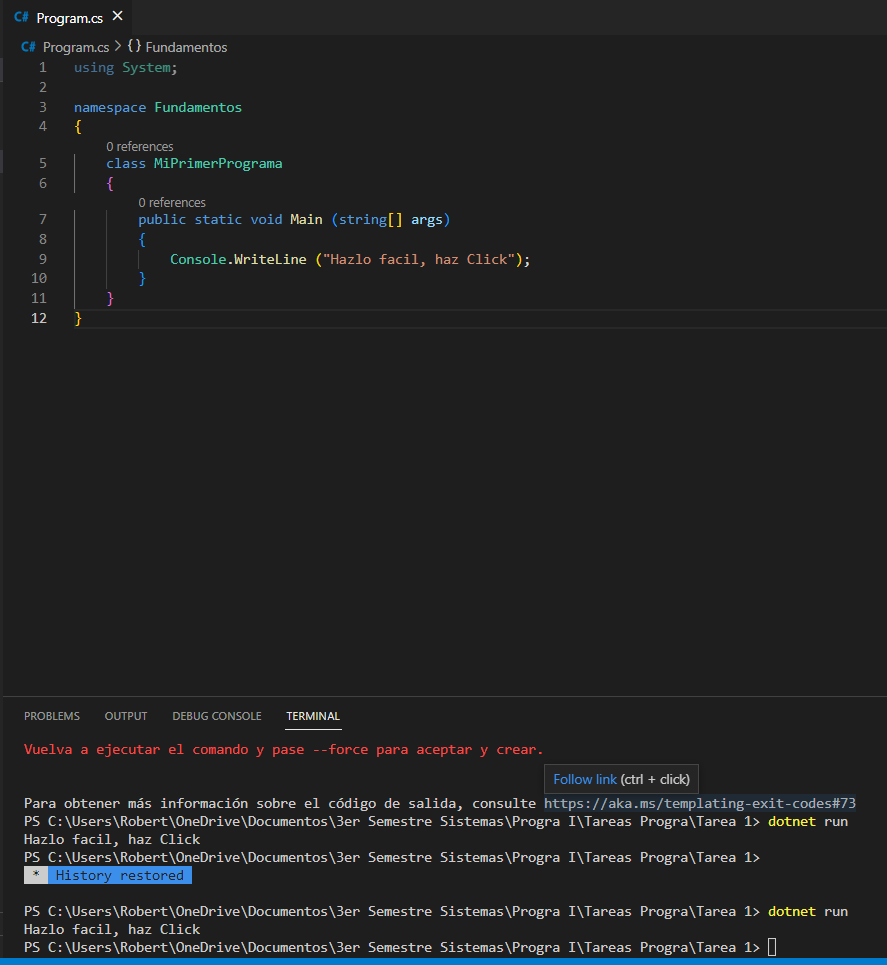 C# Program.cs ×
C# Program.cs > {} Fundamentos
1 using System;
2
3 namespace Fundamentos
4 {
0 references
5 class MiPrimerPrograma
6 {
0 references
7 public static void Main (string[] args)
8 {
9 Console.WriteLine ("Hazlo facil, haz Click");
10 }
11 }
12 }
PROBLEMS OUTPUT DEBUG CONSOLE TERMINAL
Vuelva a ejecutar el comando y pase --force para aceptar y crear.
Follow link (ctrl + click)
Para obtener más información sobre el código de salida, consulte https://aka.ms/templating-exit-codes#73
PS C:\Users\Robert\OneDrive\Documentos\3er Semestre Sistemas\Progra I\Tareas Progra\Tarea 1> dotnet run
Hazlo facil, haz Click
PS C:\Users\Robert\OneDrive\Documentos\3er Semestre Sistemas\Progra I\Tareas Progra\Tarea 1>
* History restored
PS C:\Users\Robert\OneDrive\Documentos\3er Semestre Sistemas\Progra I\Tareas Progra\Tarea 1> dotnet run
Hazlo facil, haz Click
PS C:\Users\Robert\OneDrive\Documentos\3er Semestre Sistemas\Progra I\Tareas Progra\Tarea 1>